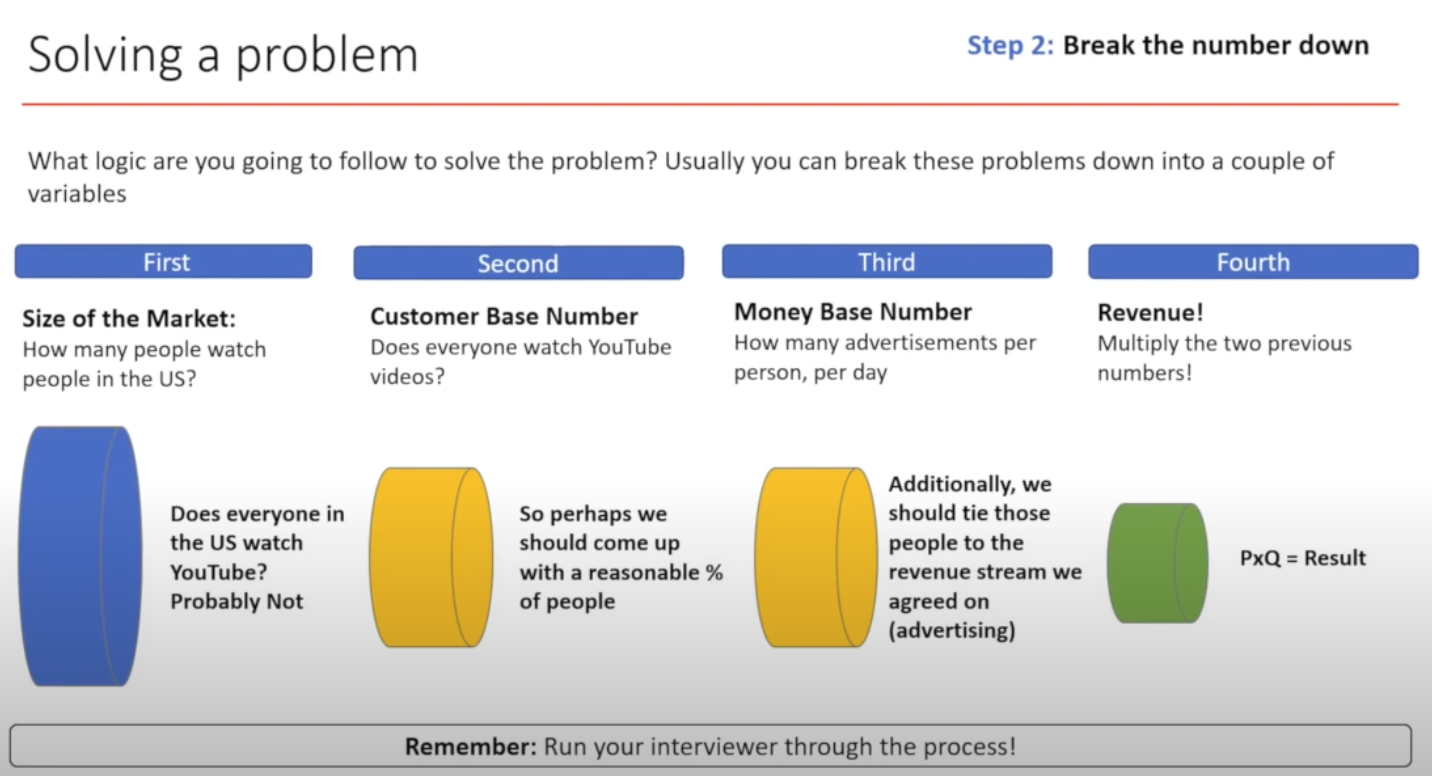 Solving a problem
Step 2: Break the number down
What logic are you going to follow to solve the problem? Usually you can break these problems down into a couple of
variables
First
Size of the Market:
How many people watch
people in the US?
Does everyone in
the US watch
YouTube?
Probably Not
Second
Customer Base Number
Does everyone watch YouTube
videos?
So perhaps we
should come up
with a reasonable %
of people
Third
Money Base Number
How many advertisements per
person, per day
Additionally, we
should tie those
people to the
revenue stream we
agreed on
(advertising)
Fourth
Revenue!
Multiply the two previous
numbers!
PxQ = Result
Remember: Run your interviewer through the process!